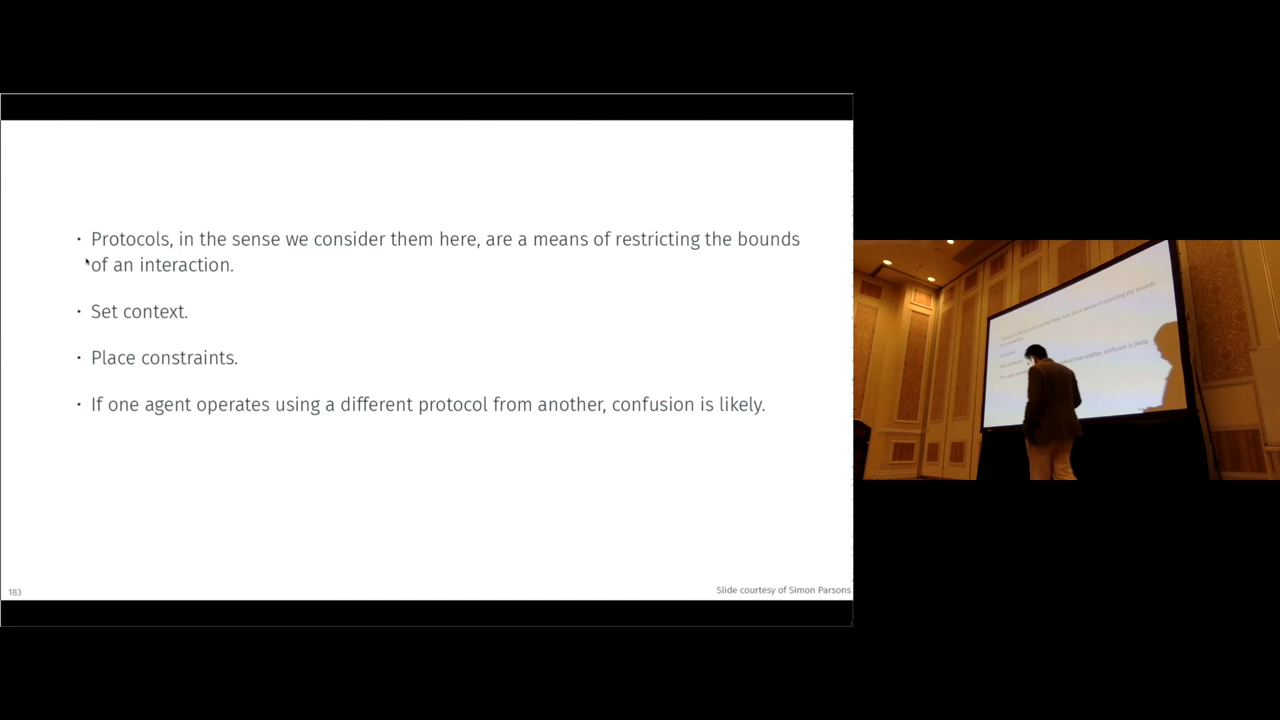 · Protocols, in the sense we consider them here, are a means of restricting the bounds
of an interaction.
· Set context.
· Place constraints.
· If one agent operates using a different protocol from another, confusion is likely.
183
Slide courtesy of Simon Parsons